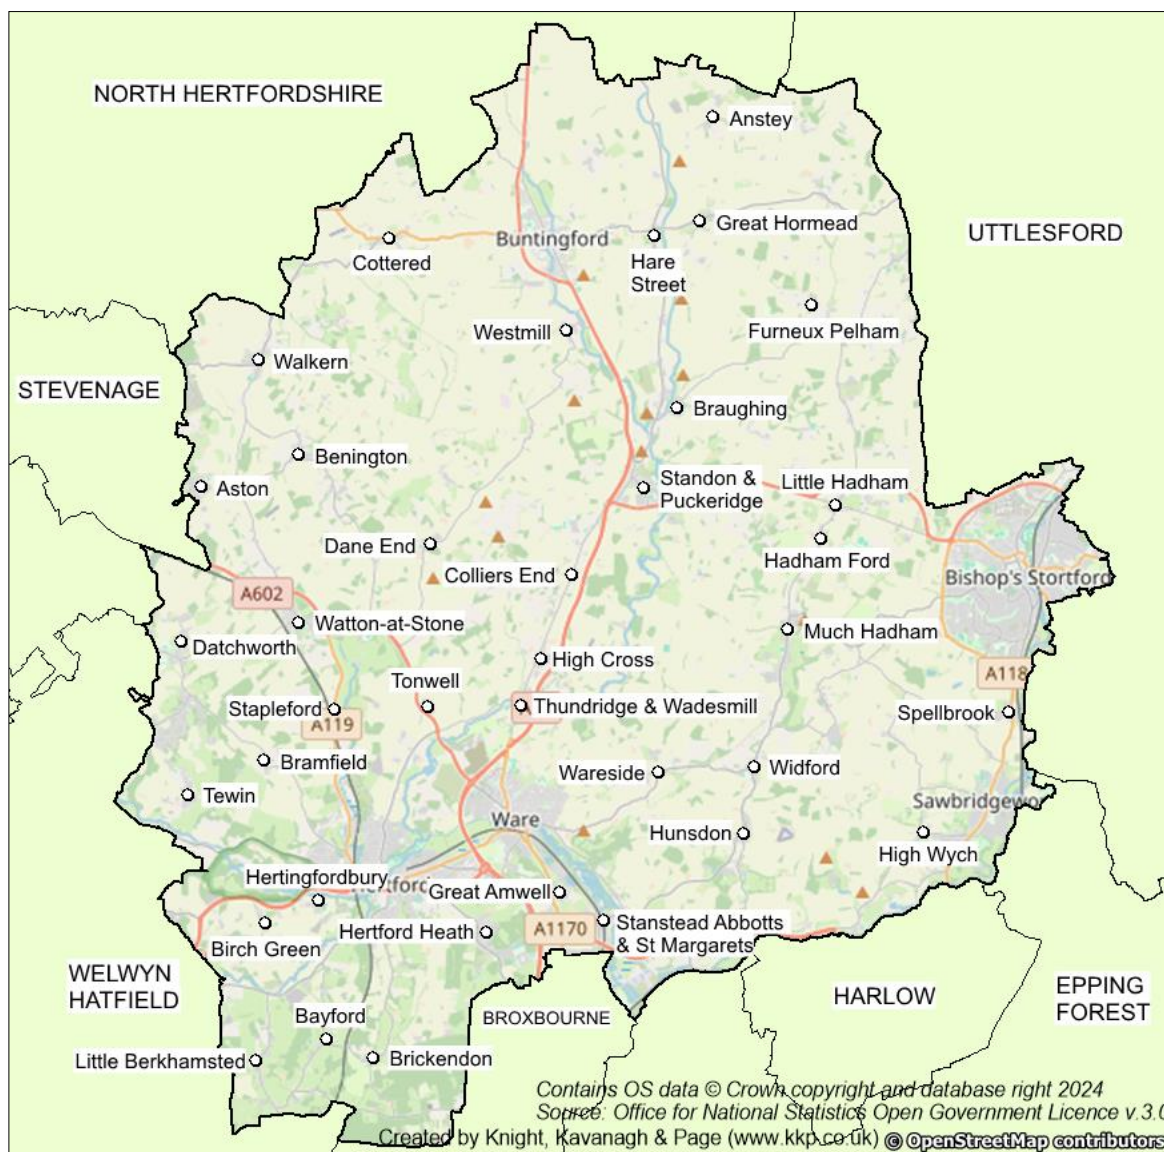 NORTH HERTFORDSHIRE
Anstey
Great Hormead
UTTLESFORD
Buntingford
Hare
Street
Cottered
Furneux Pelham
Westmill
Walkern
STEVENAGE
Braughing
Benington
Standon &
Puckeridge
Little Hadham
Aston
Dane End
Hadham Ford
Colliers End
Bishop's Stortford
A602
Watton-at-Stone
Much Hadham
Datchworth
High Cross
Tonwell
A118
Stapleford
Thundridge & Wadesmill
Spellbrook
A119
Bramfield
Wareside
Widford
Tewin
Sawbridgewo
Ware
Hunsdon
High Wych
Hertingfordbury
Hertford
Great Amwell
Stanstead Abbotts
& St Margarets
A1170
Hertford Heath
Birch Green
WELWYN
HATFIELD
HARLOW
EPPING
FOREST
Bayford
BROXBOURNE
Little Berkhamsted
Brickendon
Contains OS data © Crown copyright and database right 2024
Source: Office for National Statistics Open Government Licence v.3.0
Created by Knight, Kavanagh & Page (www.kkp.co.uk) © OpenStreetMap contributors